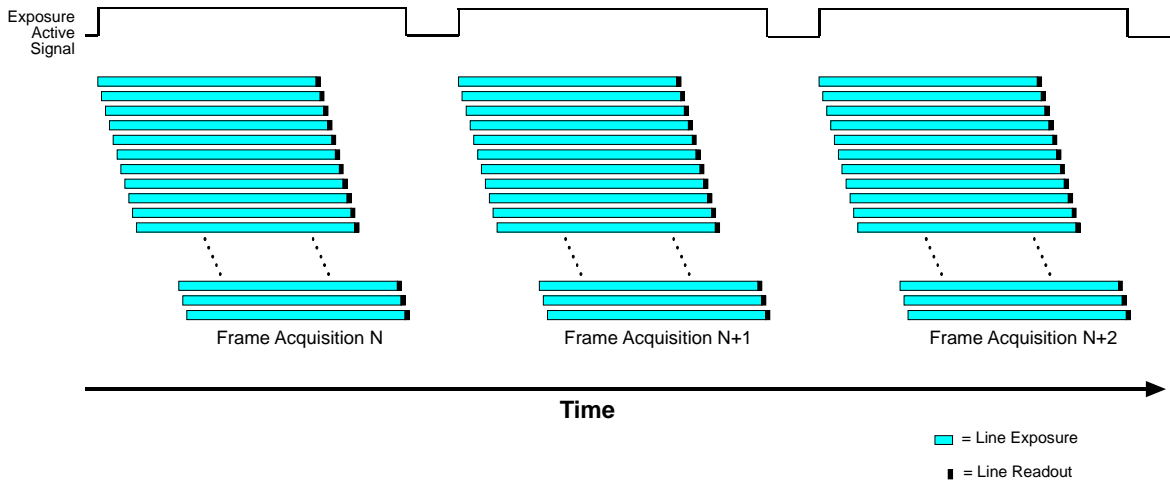 Exposure
Active
Signal
Frame Acquisition N
Frame Acquisition N+1
Frame Acquisition N+2
Time
= Line Exposure
= Line Readout